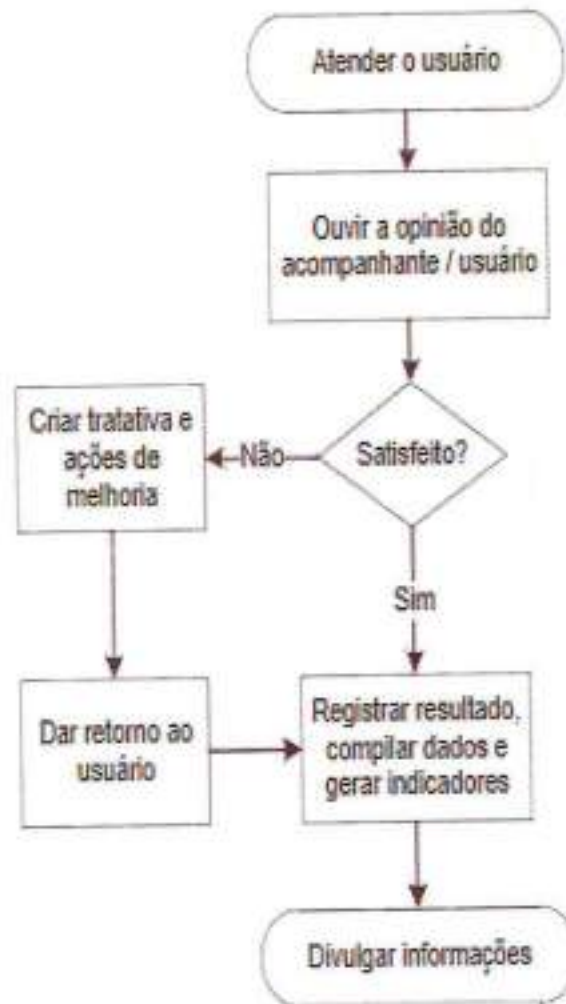 Atender o usuário
Ouvir a opinião do
acompanhante / usuário
Satisfeito?
Não
Criar tratativa e
ações de
melhoria
Sim
Dar retorno ao
usuário
Registrar resultado,
compilar dados e
gerar indicadores
Divulgar informações